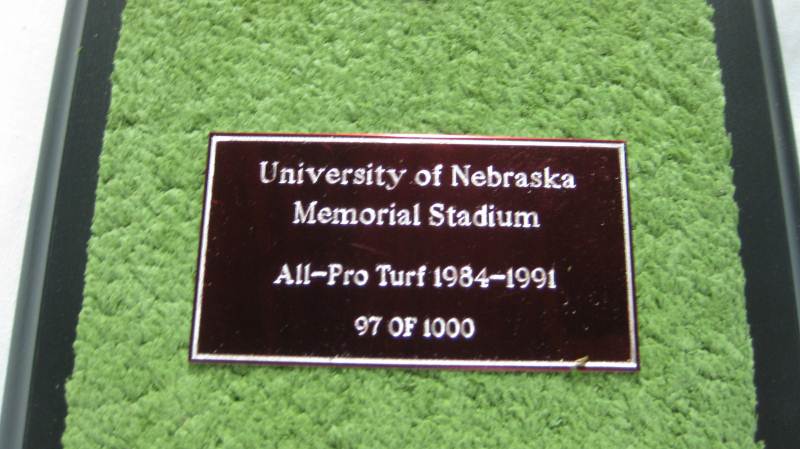 University of Nebraska
Memorial Stadium
All-Pro Turf 1984-1991
97 OF 1000